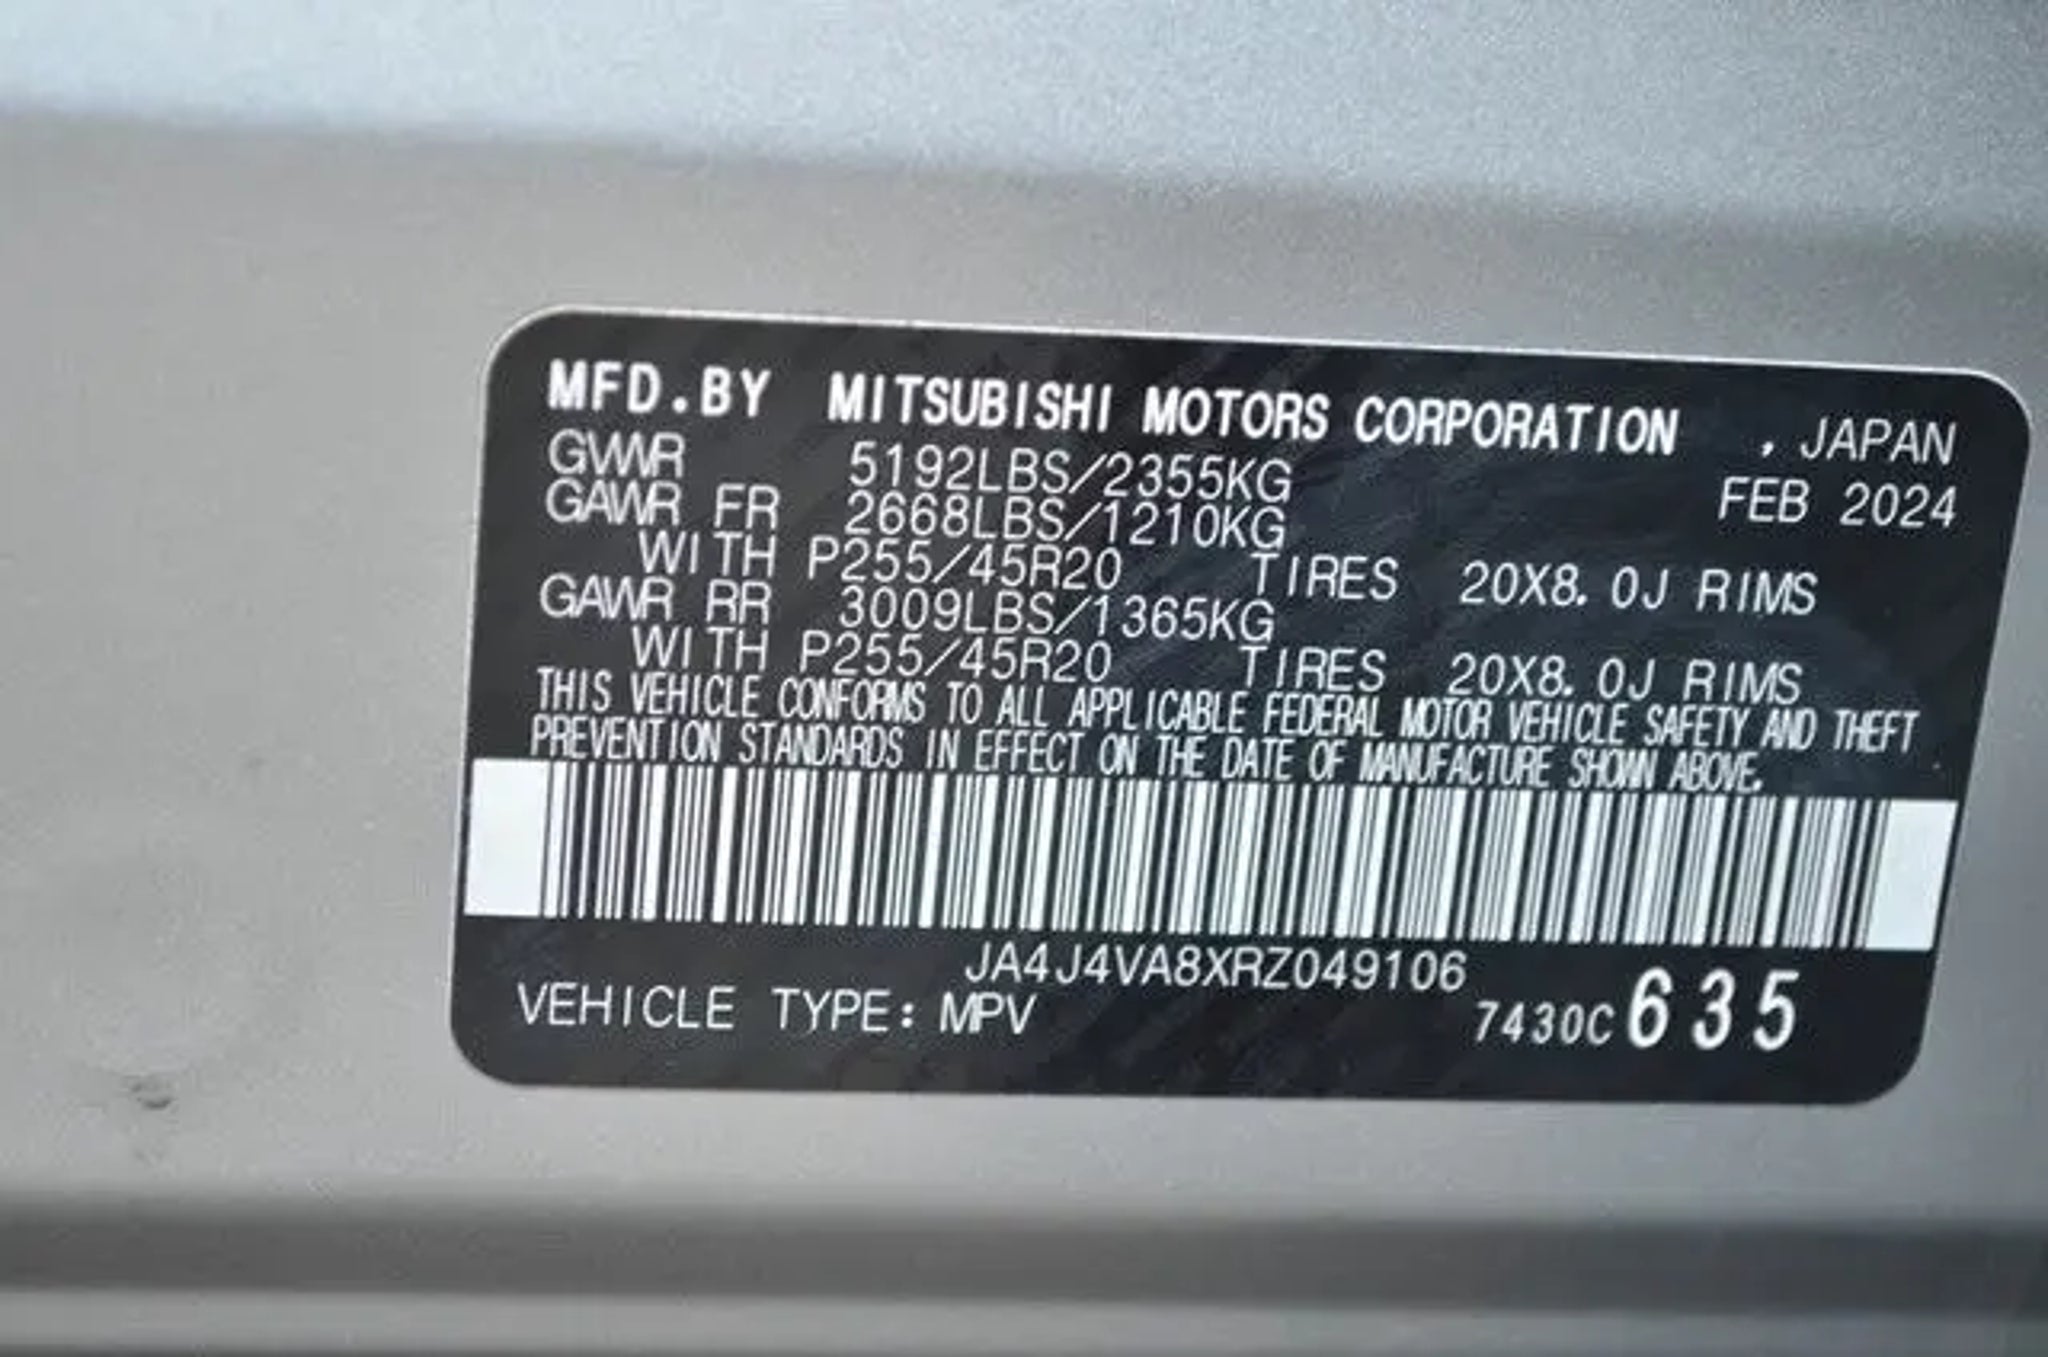 MFD.BY MITSUBISHI MOTORS CORPORATION , JAPAN
GVWR 5192LBS/2355KG FEB 2024
GAWR FR 2668LBS/1210KG
WITH P255/45R20 TIRES 20X8.0J RIMS
GAWR RR 3009LBS/1365KG
WITH P255/45R20 TIRES 20X8.0J RIMS
THIS VEHICLE CONFORMS TO ALL APPLICABLE FEDERAL MOTOR VEHICLE SAFETY AND THEFT
PREVENTION STANDARDS IN EFFECT ON THE DATE OF MANUFACTURE SHOWN ABOVE.
JA4J4VA8XRZ049106
VEHICLE TYPE: MPV 7430C 635